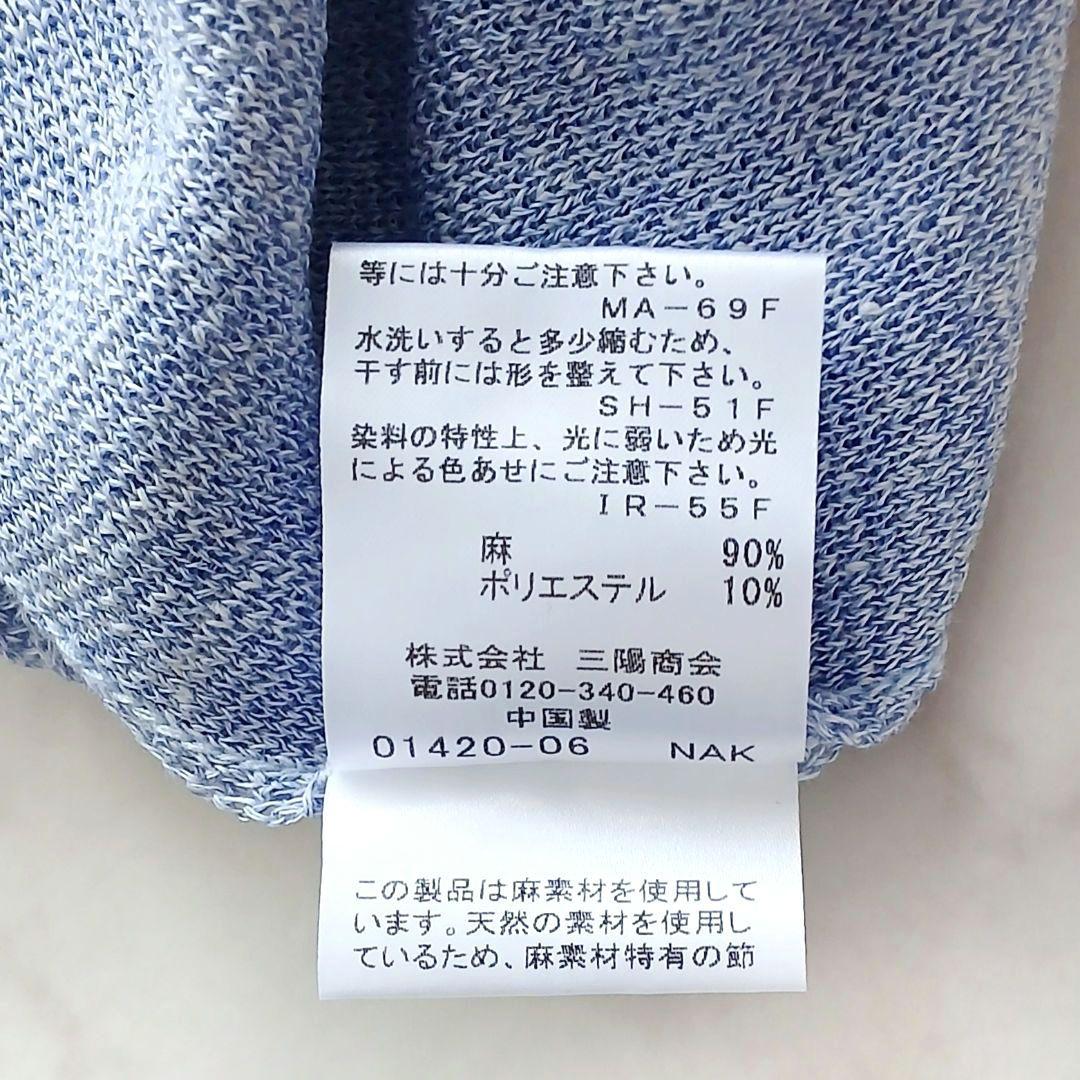 等には十分ご注意下さい。
MA-69F
水洗いすると多少縮むため、
干す前には形を整えて下さい。
SH-51F
染料の特性上、光に弱いため光
による色あせにご注意下さい。
IR-55F
麻 90%
ポリエステル 10%
株式会社 三陽商会
電話0120-340-460
中国製
01420-06 NAK
この製品は麻素材を使用して
います。天然の素材を使用し
ているため、麻素材特有の節